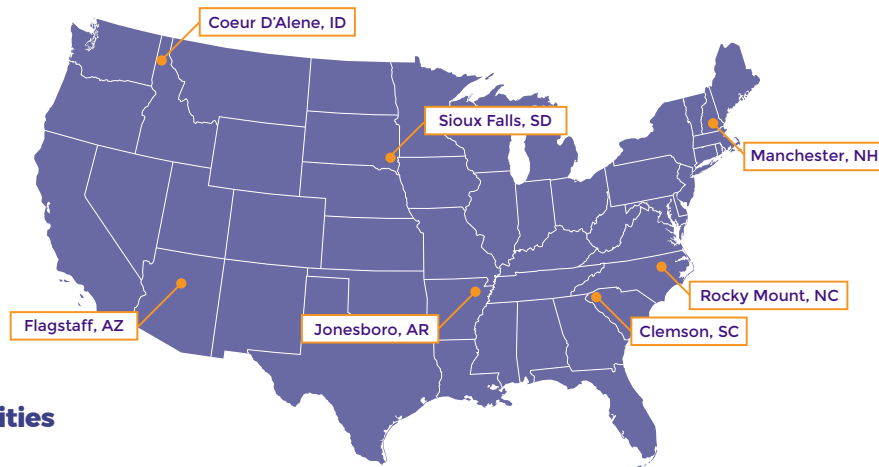 Coeur D'Alene, ID
Sioux Falls, SD
Manchester, NH
Rocky Mount, NC
Flagstaff, AZ
Jonesboro, AR
Clemson, SC
ities